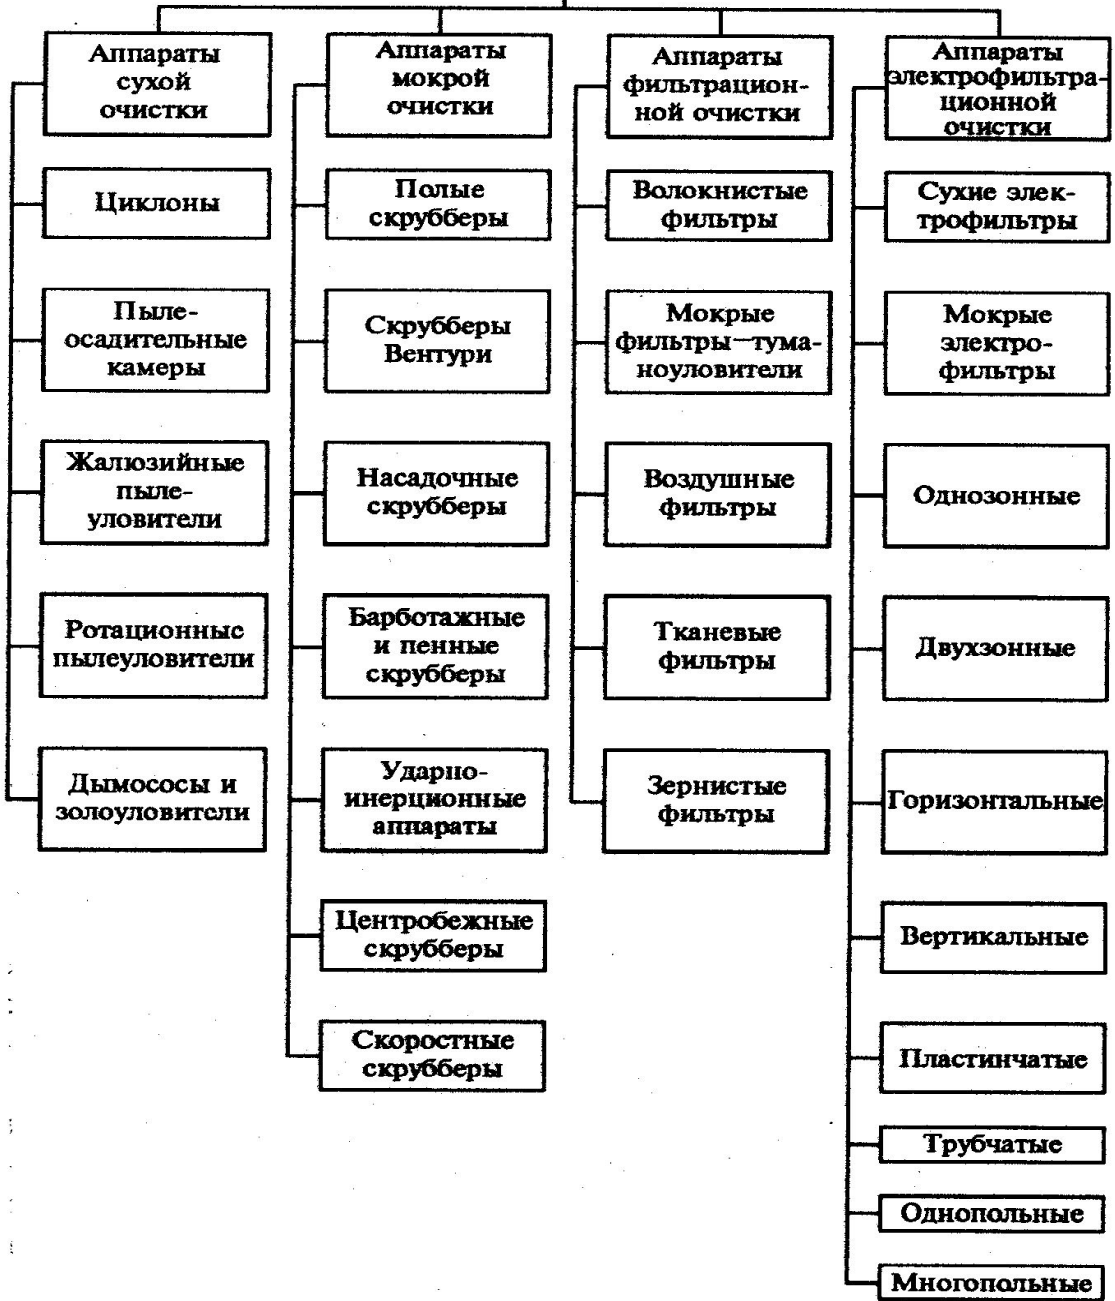 Аппараты
сухой
очистки
Циклоны
Пыле-
осадительные
камеры
Жалюзийные
пыле-
уловители
Ротационныс
пылеуловители
Дымососы и
золоуловители
Аппараты
мокрой
очистки
Полые
скрубберы
Скрубберы
Вентури
Насадочные
скрубберы
Барботажные
и пенные
скрубберы
Ударно-
инерционные
аппараты
Центробежные
скрубберы
Скоростные
скрубберы
Аппараты
фильтрацион-
ной очистки
Волокнистые
фильтры
Мокрые
фильтры—тума-
ноуловители
Воздушные
фильтры
Тканевые
фильтры
Зернистые
фильтры
Аппараты
электрофильтра-
ционной
очистки
Сухие элек-
трофильтры
Мокрые
электро-
фильтры
Однозонные
Двухзонные
Горизонтальные
Вертикальные
Пластинчатые
Трубчатые
Однопольные
Многопольные